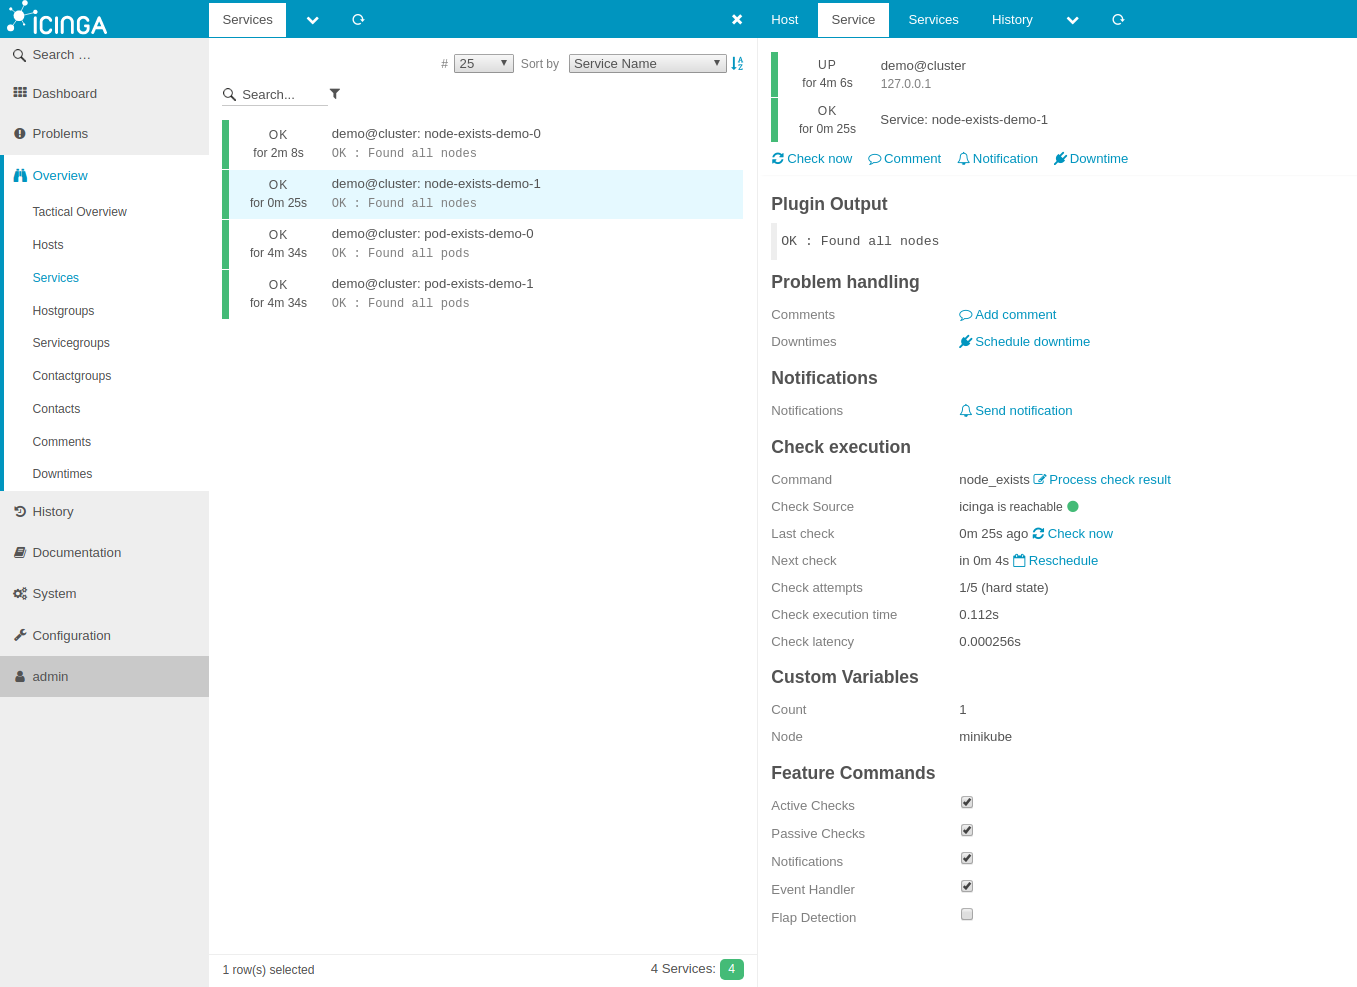 iCINGA
Search ...
Dashboard
Problems
Overview
Tactical Overview
Hosts
Services
Hostgroups
Servicegroups
Contactgroups
Contacts
Comments
Downtimes
History
Documentation
System
Configuration
admin
Services
# 25 Sort by Service Name
Search...
OK demo@cluster: node-exists-demo-0
for 2m 8s OK : Found all nodes
OK demo@cluster: node-exists-demo-1
for 0m 25s OK : Found all nodes
OK demo@cluster: pod-exists-demo-0
for 4m 34s OK : Found all pods
OK demo@cluster: pod-exists-demo-1
for 4m 34s OK : Found all pods
1 row(s) selected 4 Services: 4
Host Service Services History
UP demo@cluster
for 4m 6s 127.0.0.1
OK
for 0m 25s Service: node-exists-demo-1
Check now Comment Notification Downtime
Plugin Output
OK : Found all nodes
Problem handling
Comments Add comment
Downtimes Schedule downtime
Notifications
Notifications Send notification
Check execution
Command node_exists Process check result
Check Source icinga is reachable
Last check 0m 25s ago Check now
Next check in 0m 4s Reschedule
Check attempts 1/5 (hard state)
Check execution time 0.112s
Check latency 0.000256s
Custom Variables
Count 1
Node minikube
Feature Commands
Active Checks
Passive Checks
Notifications
Event Handler
Flap Detection